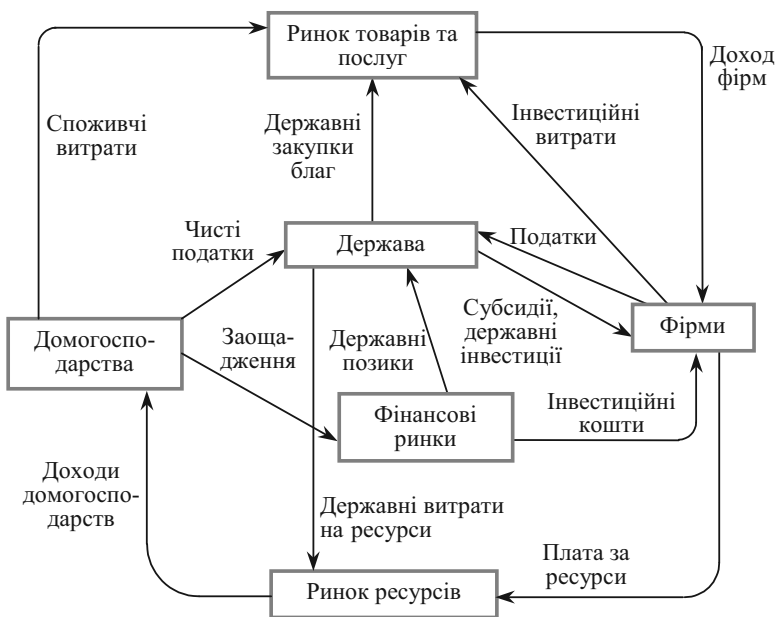 Ринок товарів та
послуг
Доход
фірм
Споживчі
витрати
Державні
закупки
благ
Інвестиційні
витрати
Чисті
податки
Держава
Податки
Домогоспо-
дарства
Заоща-
дження
Державні
позики
Субсидії,
державні
інвестиції
Фірми
Фінансові
ринки
Інвестиційні
кошти
Доходи
домогоспо-
дарств
Державні витрати
на ресурси
Плата за
ресурси
Ринок ресурсів